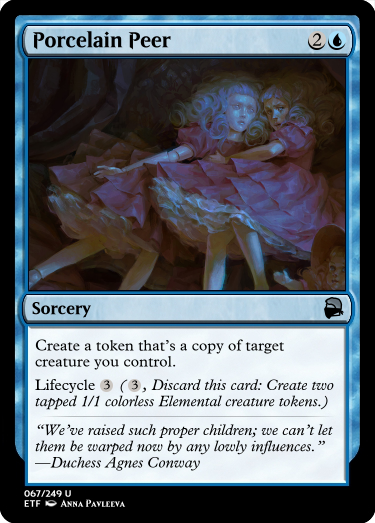 Porcelain Peer 2
Sorcery
Create a token that's a copy of target
creature you control.
Lifecycle 3 ( 3, Discard this card: Create two
tapped 1/1 colorless Elemental creature tokens.)
“We've raised such proper children; we can't let
them be warped now by any lowly influences.”
—Duchess Agnes Conway
067/249 U
ETF Anna Pavleeva